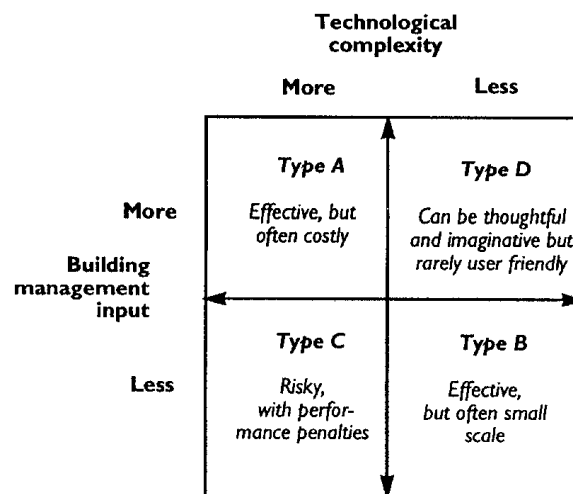 Technological
complexity
More
Less
Type A
Type D
More
Effective, but
often costly
Can be thoughtful
and imaginative but
rarely user friendly
Building
management
input
Type C
Type B
Less
Risky,
with perfor-
mance penalties
Effective,
but often small
scale